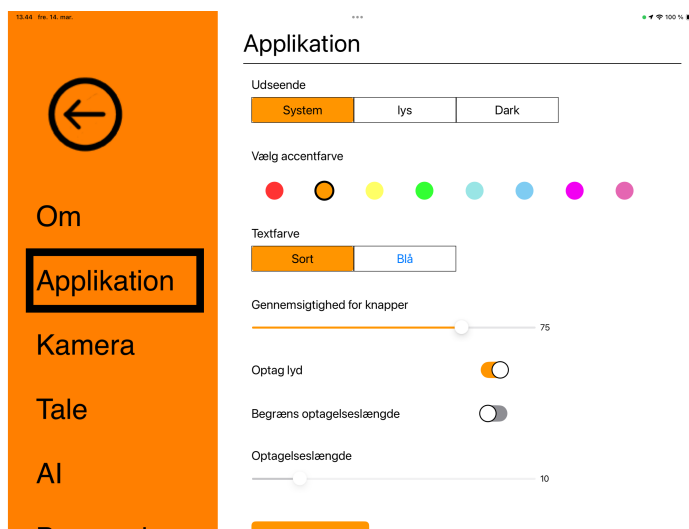 13.44 fre. 14. mar.
100 %
Applikation
Om
Applikation
Kamera
Tale
AI
Udseende
System lys Dark
Vælg accentfarve
Textfarve
Sort Blå
Gennemsigtighed for knapper
75
Optag lyd
Begræns optagelseslængde
Optagelseslængde
10